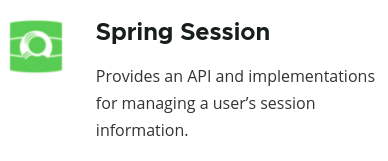 Spring Session
Provides an API and implementations
for managing a user’s session
information.